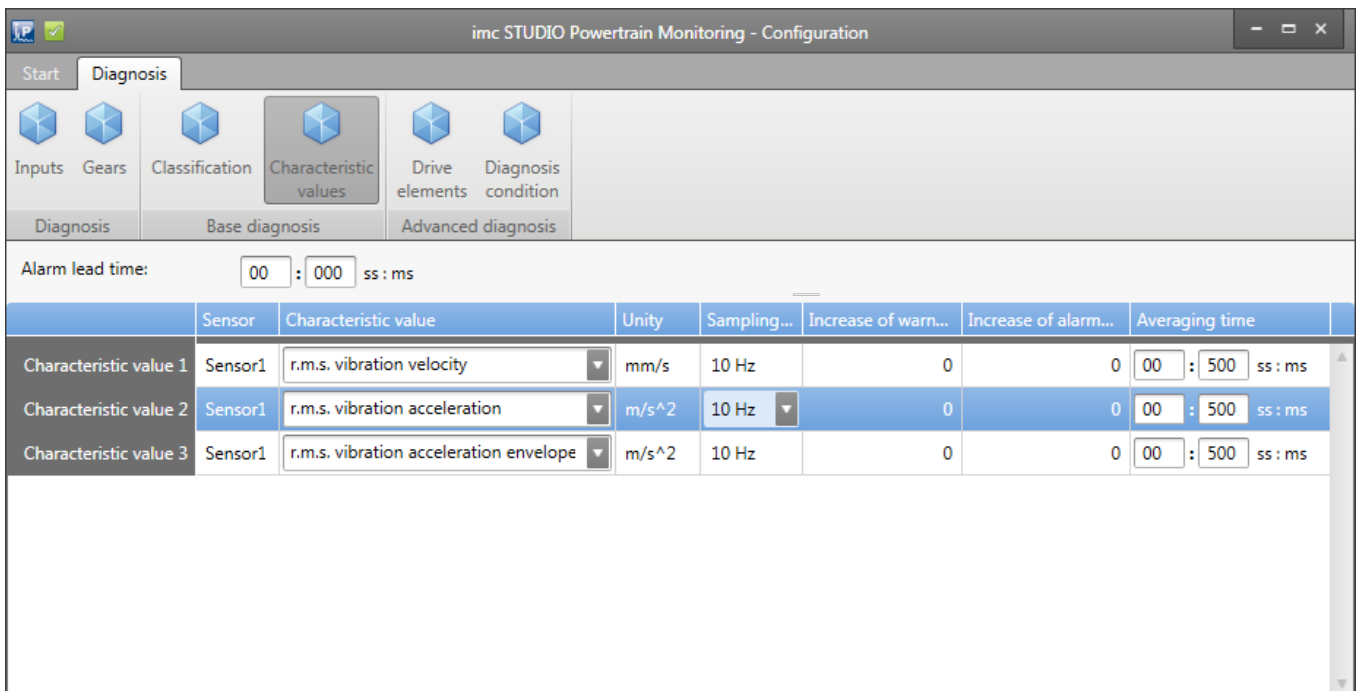 imc STUDIO Powertrain Monitoring - Configuration
Start Diagnosis
Inputs Gears Classification Characteristic values Drive elements Diagnosis condition
Diagnosis Base diagnosis Advanced diagnosis
Alarm lead time: 00 : 000 ss : ms
Sensor Characteristic value Unity Sampling... Increase of warn... Increase of alarm... Averaging time
Characteristic value 1 Sensor1 r.m.s. vibration velocity mm/s 10 Hz 0 0 00 : 500 ss : ms
Characteristic value 2 Sensor1 r.m.s. vibration acceleration m/s^2 10 Hz 0 0 00 : 500 ss : ms
Characteristic value 3 Sensor1 r.m.s. vibration acceleration envelope m/s^2 10 Hz 0 0 00 : 500 ss : ms